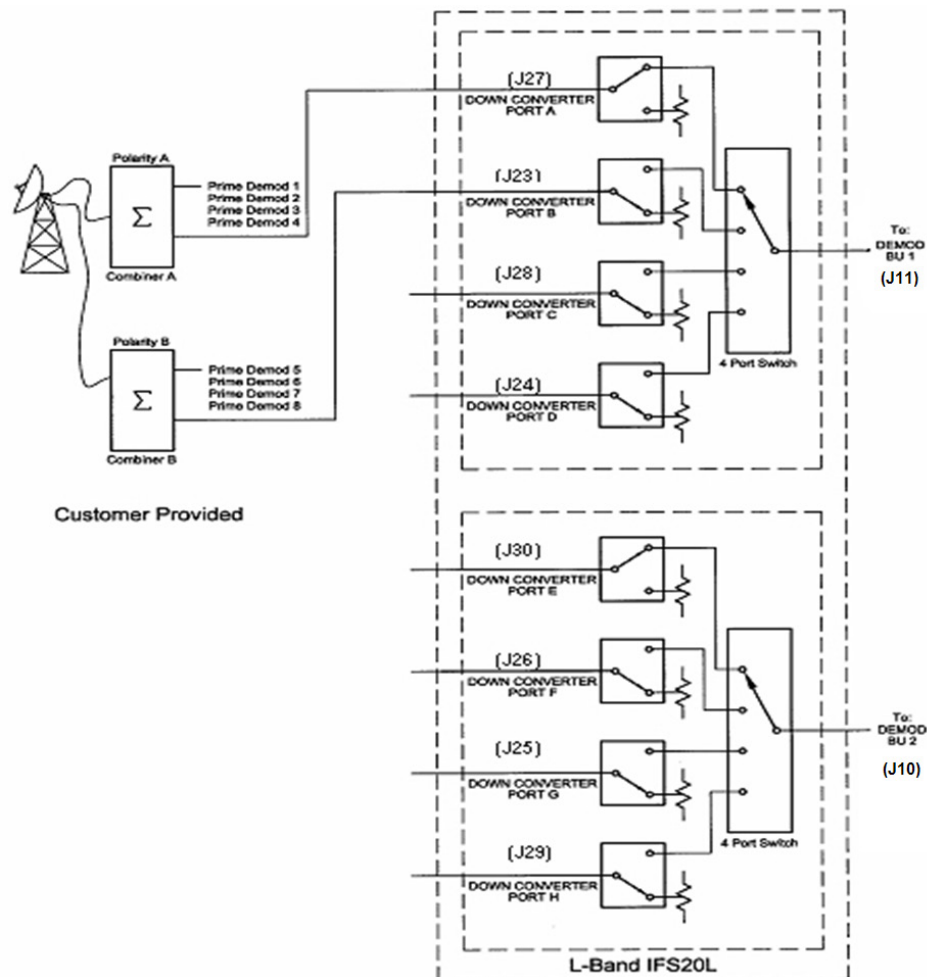 Polarity A
Σ
Combiner A
Prime Demod 1
Prime Demod 2
Prime Demod 3
Prime Demod 4
Polarity B
Σ
Combiner B
Prime Demod 5
Prime Demod 6
Prime Demod 7
Prime Demod 8
Customer Provided
(J27)
DOWN CONVERTER
PORT A
(J23)
DOWN CONVERTER
PORT B
(J28)
DOWN CONVERTER
PORT C
(J24)
DOWN CONVERTER
PORT D
4 Port Switch
To:
DEMOD
BU 1
(J11)
(J30)
DOWN CONVERTER
PORT E
(J26)
DOWN CONVERTER
PORT F
(J25)
DOWN CONVERTER
PORT G
(J29)
DOWN CONVERTER
PORT H
4 Port Switch
To:
DEMOD
BU 2
(J10)
L-Band IFS20L